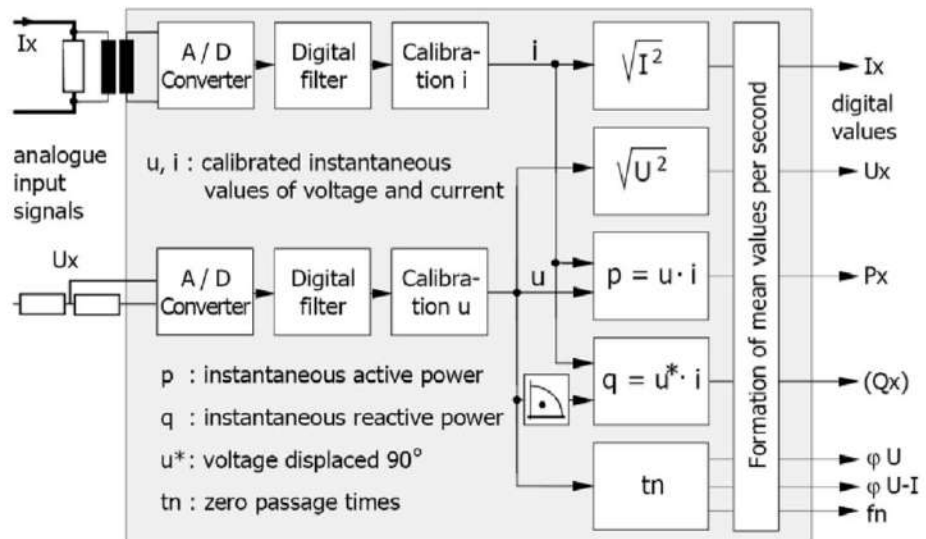 Ix
analogue
input
signals
Ux
A / D
Converter
Digital
filter
Calibra-
tion i
i
√I²
u, i : calibrated instantaneous
values of voltage and current
√U²
A / D
Converter
Digital
filter
Calibra-
tion u
u
p = u · i
p : instantaneous active power
q : instantaneous reactive power
u*: voltage displaced 90°
tn : zero passage times
q = u* · i
tn
Formation of mean values per second
Ix
digital
values
Ux
Px
(Qx)
φ U
φ U-I
fn